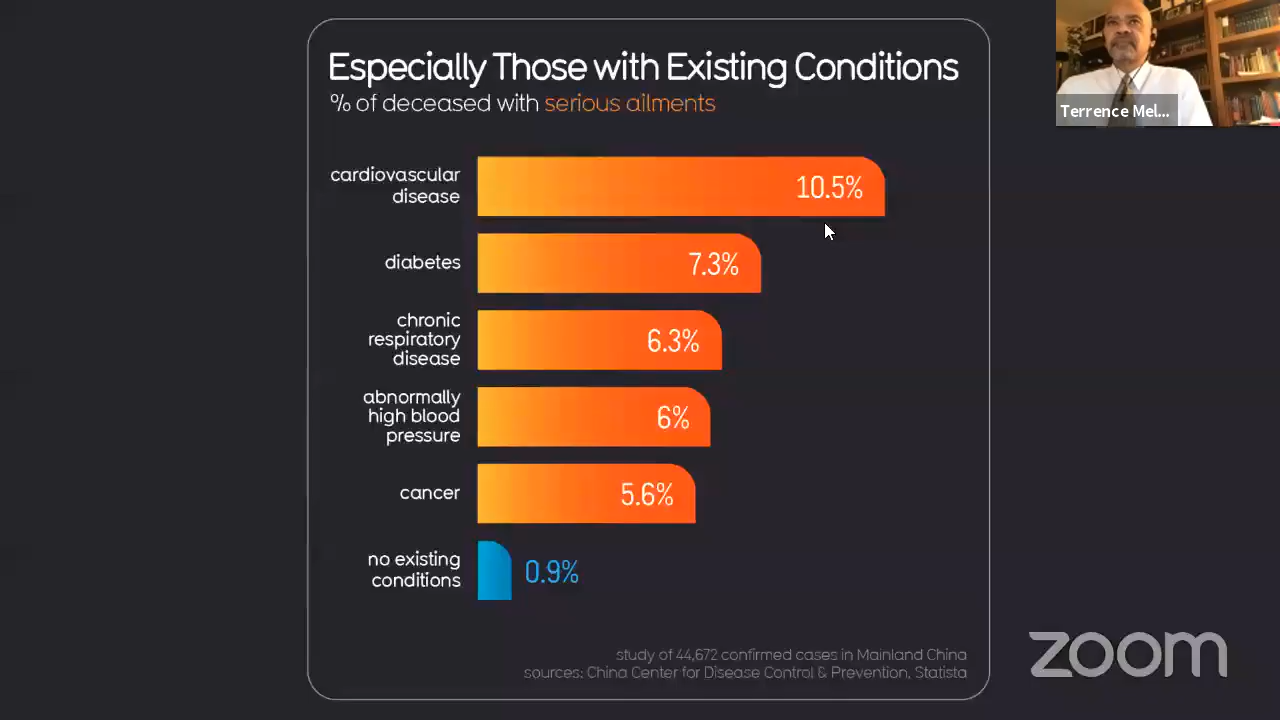 Especially Those with Existing Conditions
% of deceased with serious ailments
cardiovascular
disease
10.5%
diabetes
7.3%
chronic
respiratory
disease
6.3%
abnormally
high blood
pressure
6%
cancer
5.6%
no existing
conditions
0.9%
study of 44,672 confirmed cases in Mainland China
sources: China Center for Disease Control & Prevention, Statista
Terrence Mel...
zoom